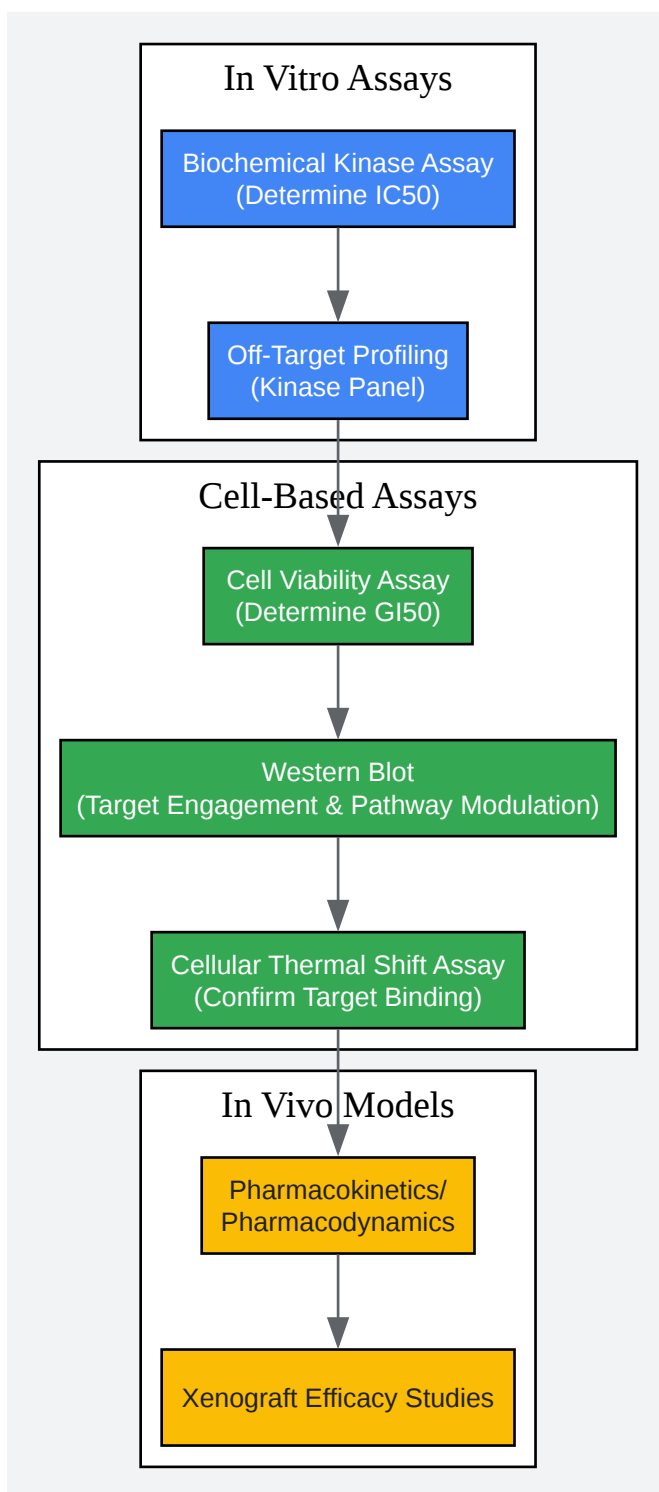 In Vitro Assays
Biochemical Kinase Assay
(Determine IC50)
Off-Target Profiling
(Kinase Panel)
Cell-Based Assays
Cell Viability Assay
(Determine GI50)
Western Blot
(Target Engagement & Pathway Modulation)
Cellular Thermal Shift Assay
(Confirm Target Binding)
In Vivo Models
Pharmacokinetics/
Pharmacodynamics
Xenograft Efficacy Studies